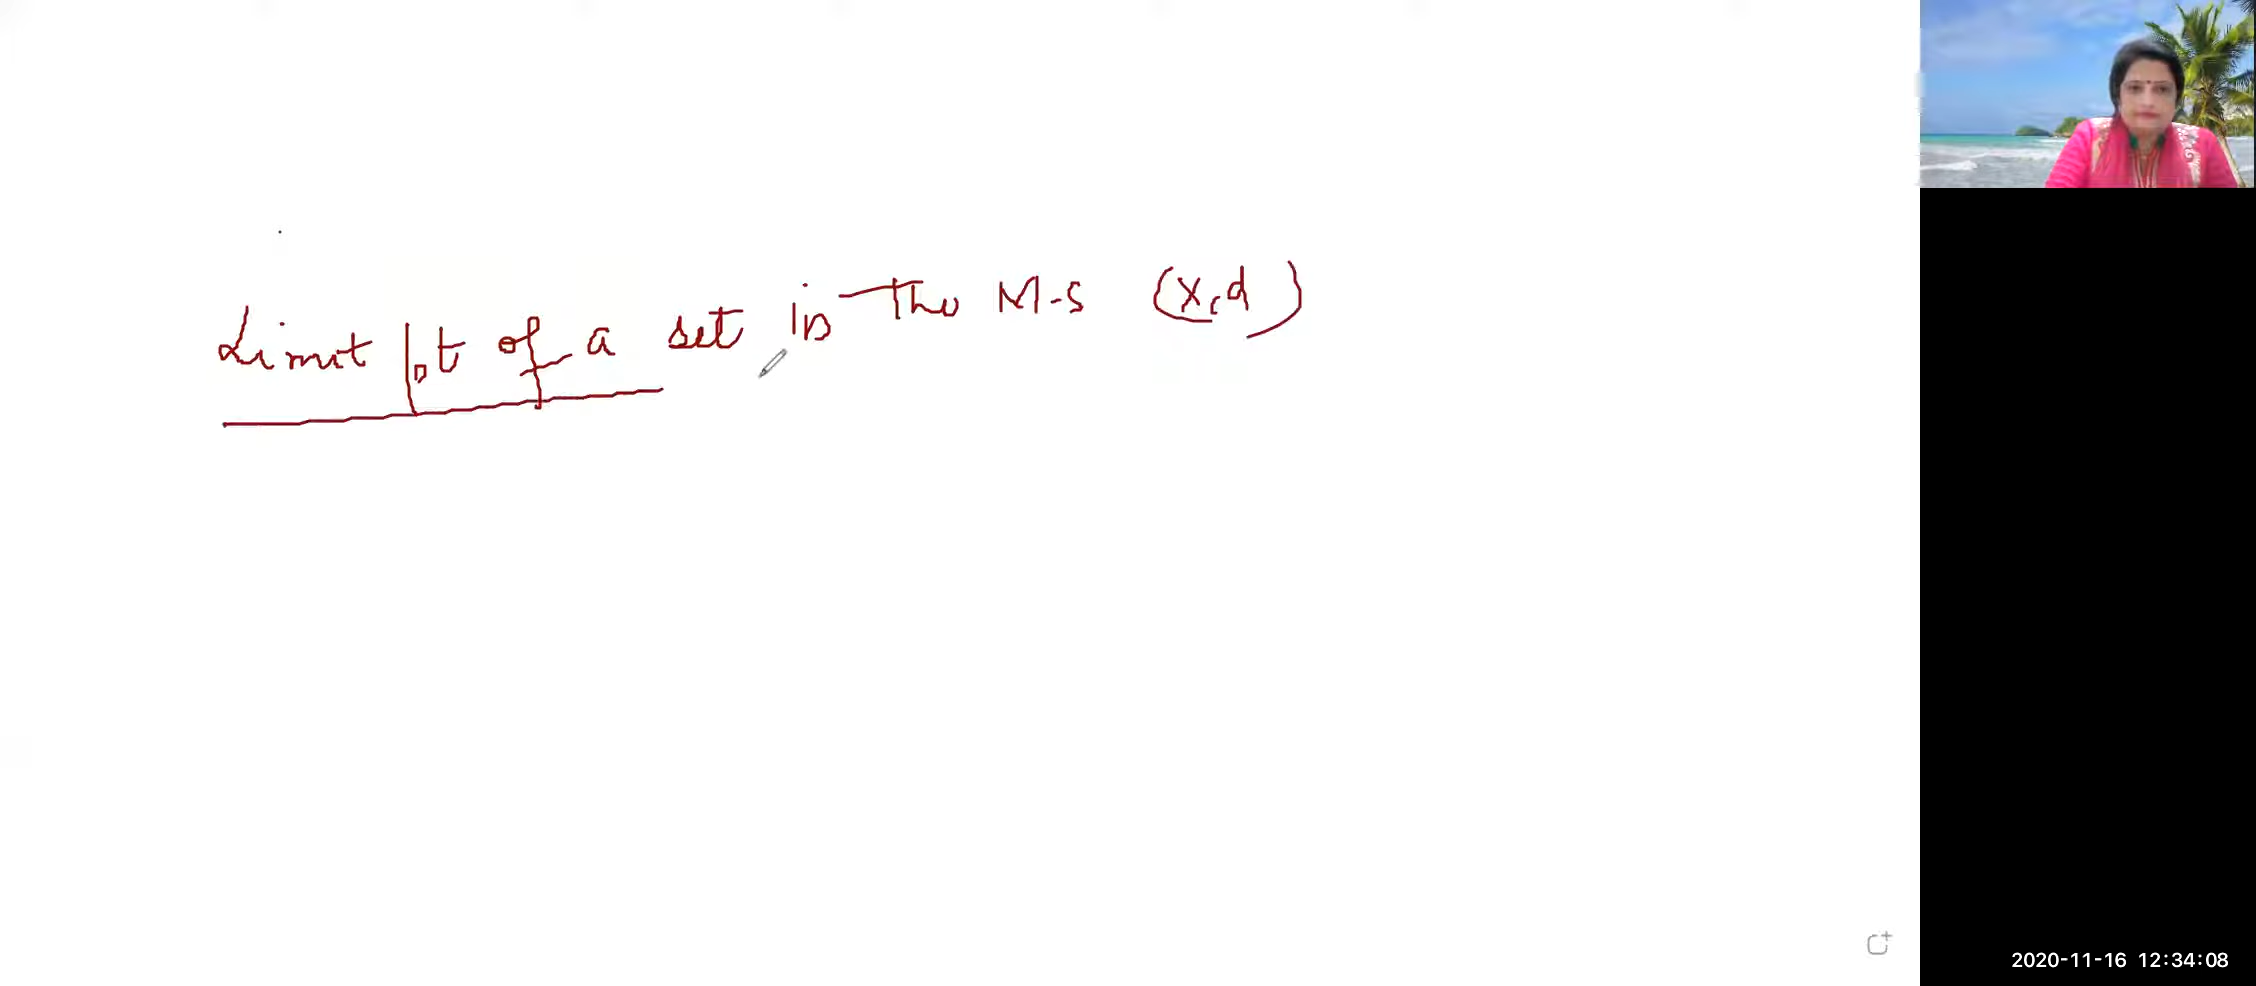 Limit pt of a set in the M-S (X, d)
2020-11-16 12:34:08